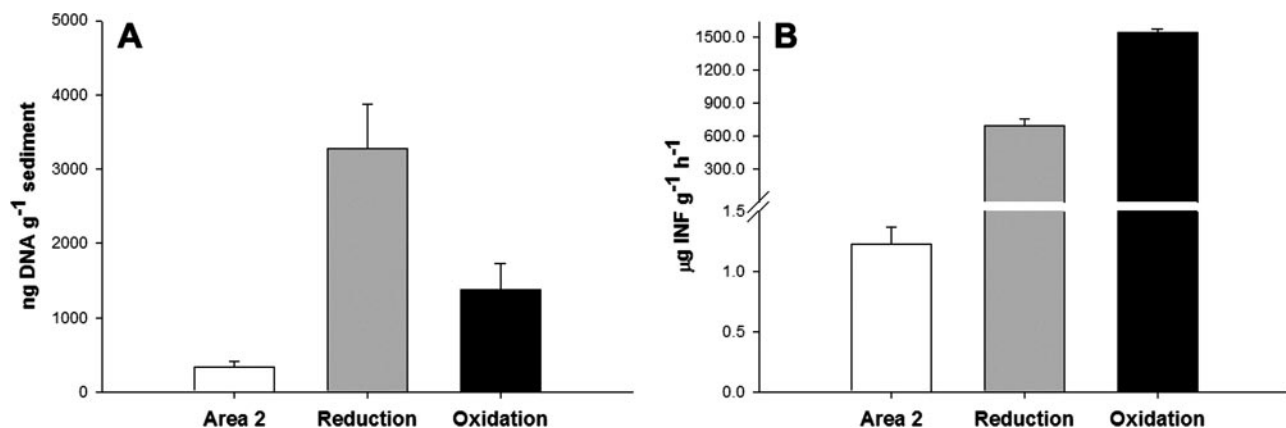 A
5000
4000
3000
2000
1000
0
ng DNA g⁻¹ sediment
Area 2 Reduction Oxidation
B
1500.0
1200.0
900.0
600.0
300.0
1.5
1.0
0.5
0.0
µg INF g⁻¹ h⁻¹
Area 2 Reduction Oxidation